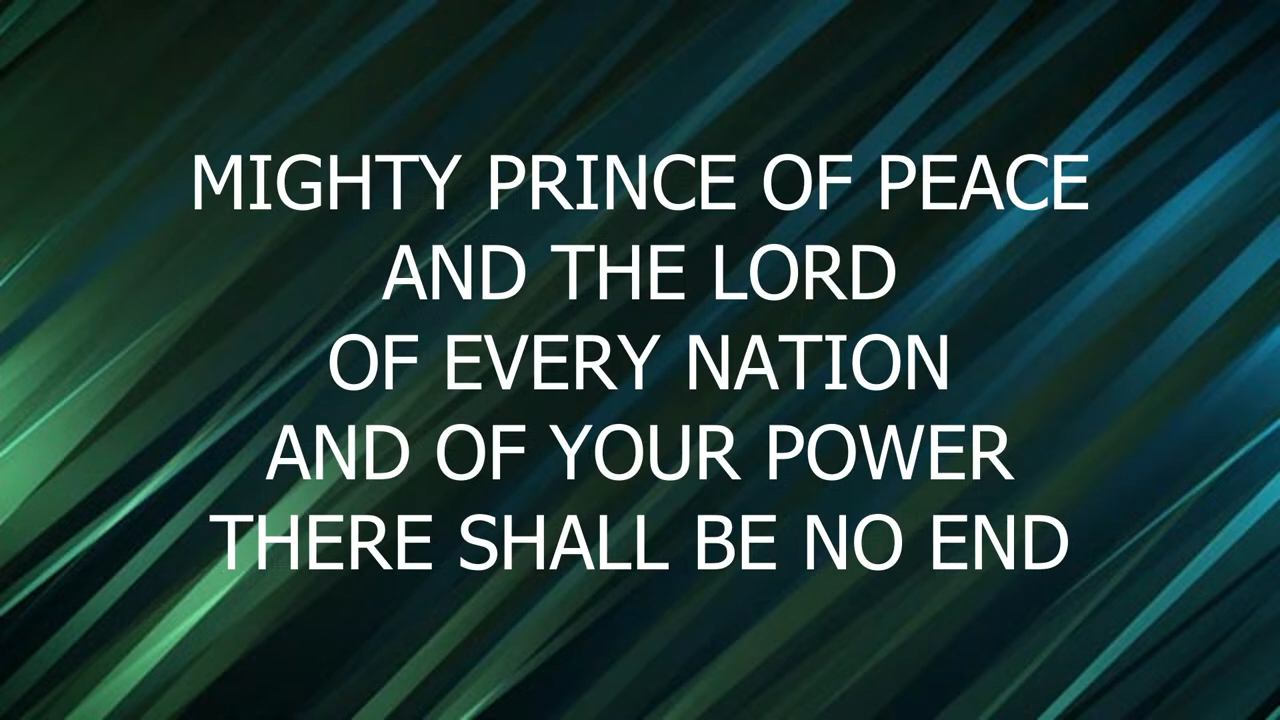 MIGHTY PRINCE OF PEACE
AND THE LORD
OF EVERY NATION
AND OF YOUR POWER
THERE SHALL BE NO END